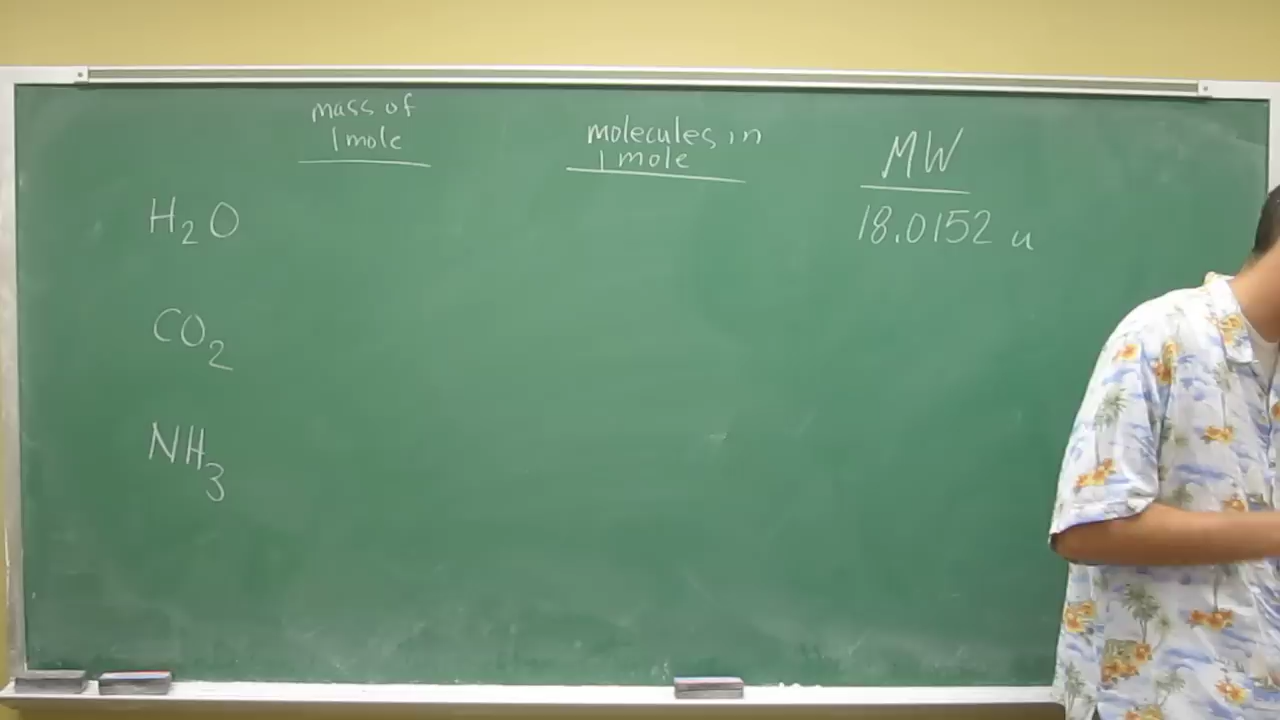 mass of
1 mole
molecules in
1 mole
MW
H₂O
18.0152 u
CO₂
NH₃